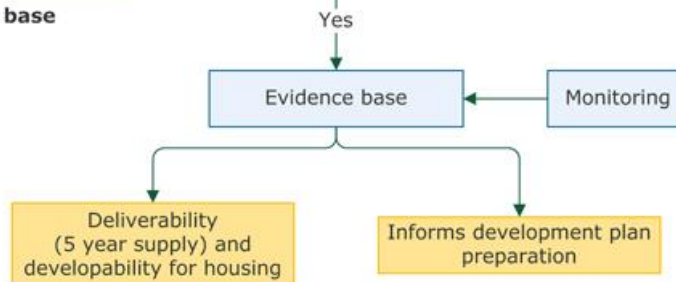 base
Yes
Evidence base
Monitoring
Deliverability
(5 year supply) and
developability for housing
Informs development plan
preparation